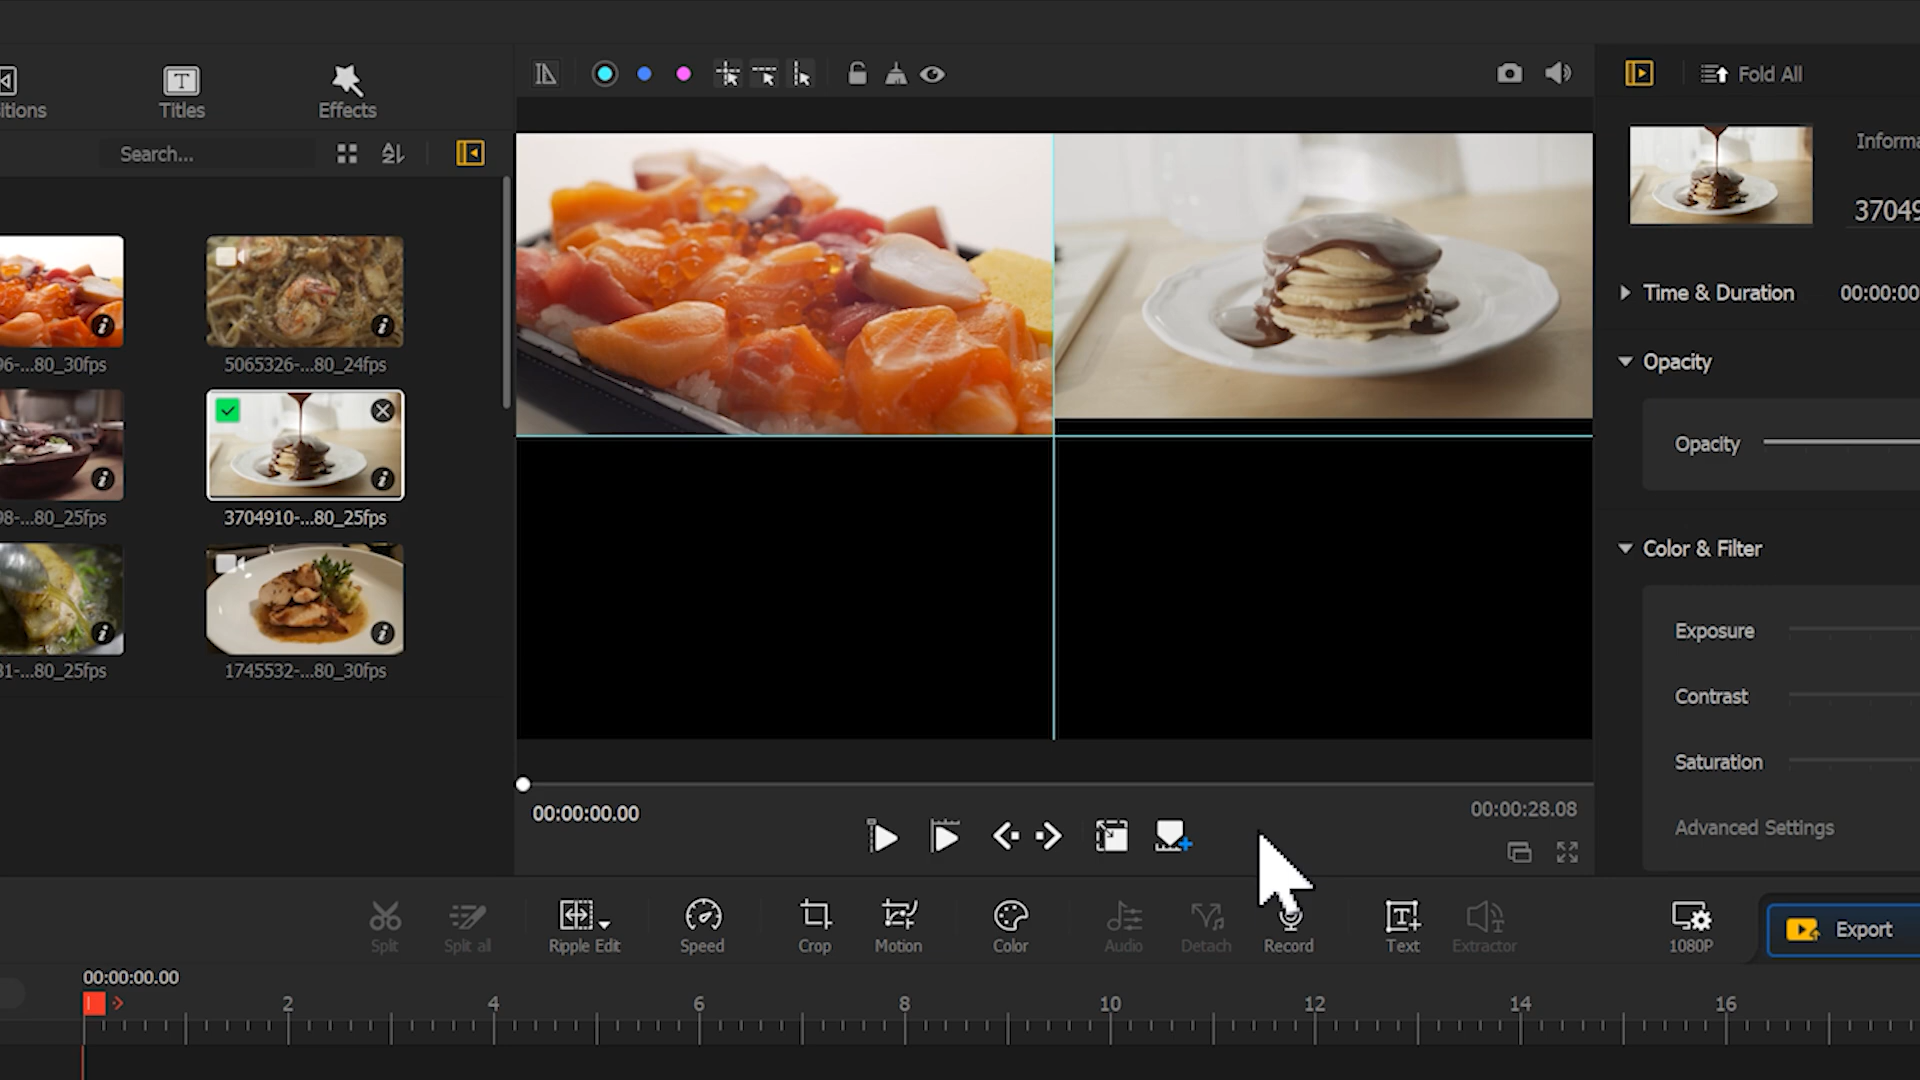 itions
Titles
Effects
Fold All
Search...
Informa
37049
Time & Duration
00:00:00
96-...80_30fps
5065326-...80_24fps
Opacity
Opacity
98-...80_25fps
3704910-...80_25fps
Color & Filter
Exposure
31-...80_25fps
1745532-...80_30fps
Contrast
Saturation
00:00:00.00
00:00:28.08
Advanced Settings
Split
Split all
Ripple Edit
Speed
Crop
Motion
Color
Audio
Detach
Record
Text
Extractor
1080P
Export
00:00:00.00
2
4
6
8
10
12
14
16